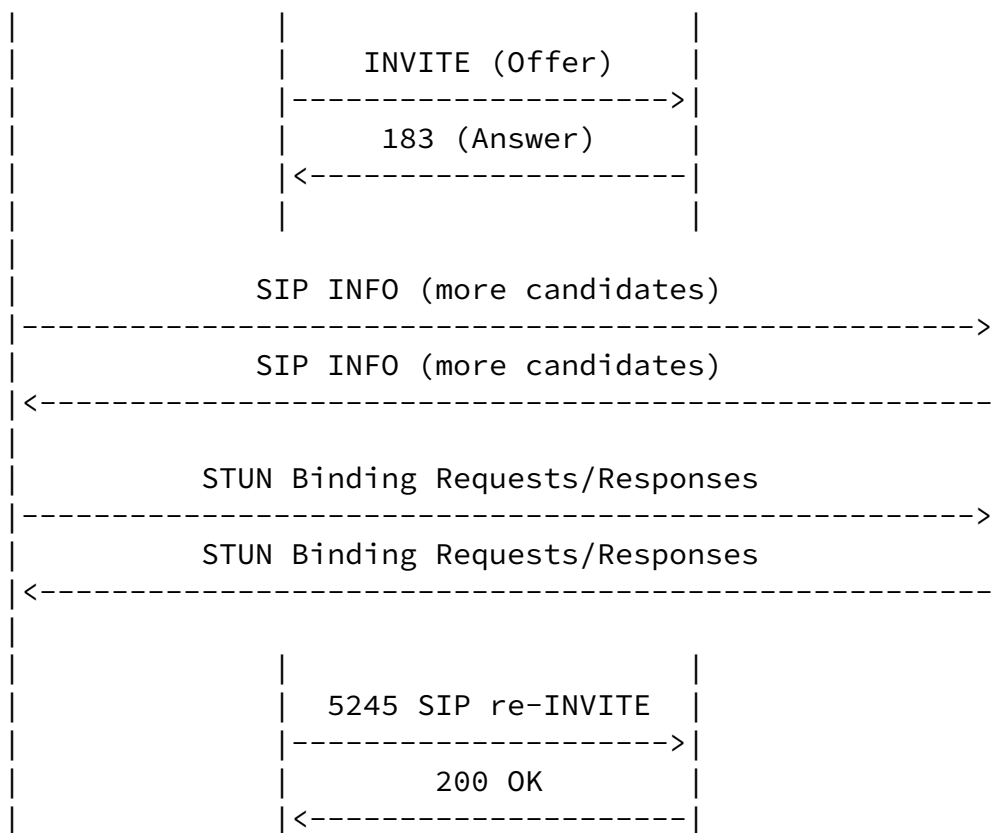 INVITE (Offer)
183 (Answer)
SIP INFO (more candidates)
SIP INFO (more candidates)
STUN Binding Requests/Responses
STUN Binding Requests/Responses
5245 SIP re-INVITE
200 OK